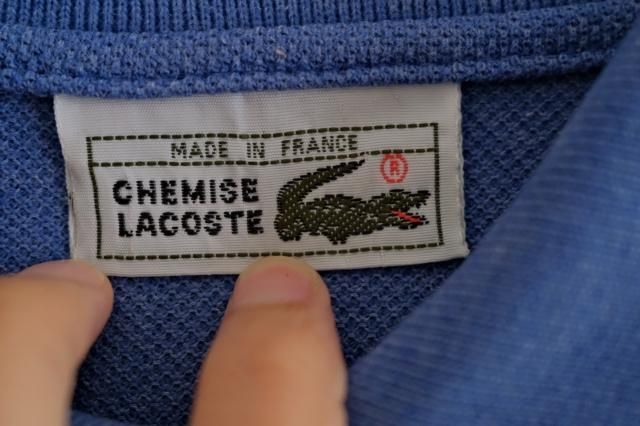 MADE IN FRANCE
CHEMISE
LACOSTE
®